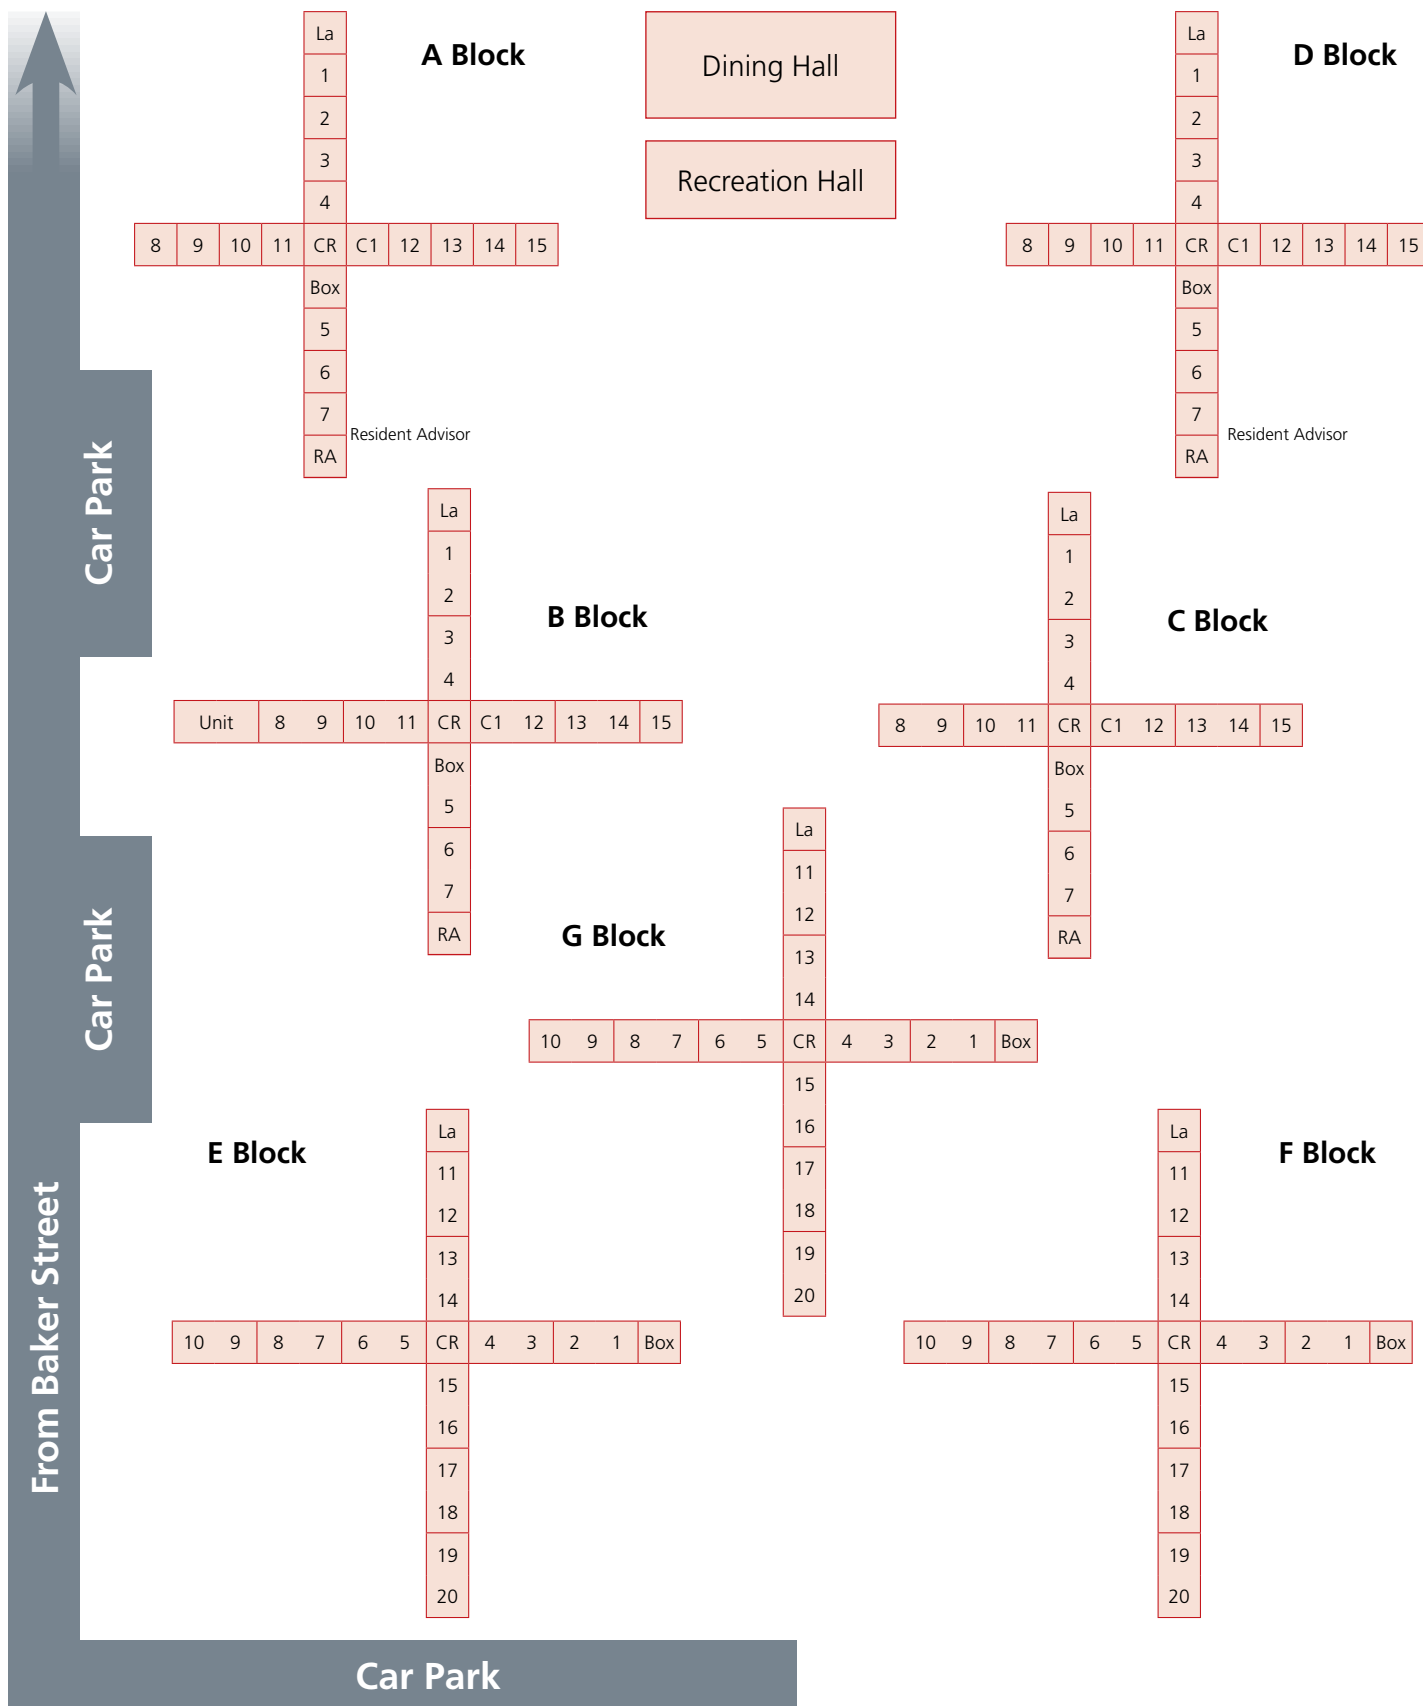 A Block
La
1
2
3
4
8 9 10 11 CR C1 12 13 14 15
Box
5
6
7
RA
Resident Advisor
Dining Hall
Recreation Hall
D Block
La
1
2
3
4
8 9 10 11 CR C1 12 13 14 15
Box
5
6
7
RA
Resident Advisor
Car Park
B Block
La
1
2
3
4
Unit 8 9 10 11 CR C1 12 13 14 15
Box
5
6
7
RA
C Block
La
1
2
3
4
8 9 10 11 CR C1 12 13 14 15
Box
5
6
7
RA
Car Park
G Block
La
11
12
13
14
10 9 8 7 6 5 CR 4 3 2 1 Box
15
16
17
18
19
20
E Block
La
11
12
13
14
10 9 8 7 6 5 CR 4 3 2 1 Box
15
16
17
18
19
20
F Block
La
11
12
13
14
10 9 8 7 6 5 CR 4 3 2 1 Box
15
16
17
18
19
20
From Baker Street
Car Park